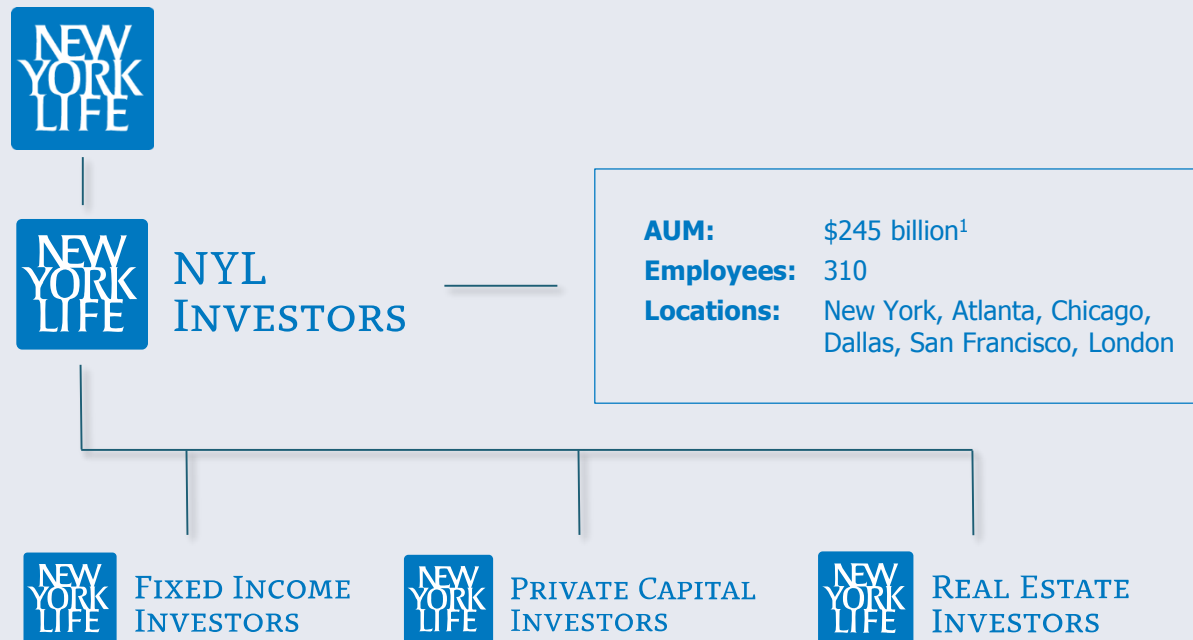 NEW
YORK
LIFE
NEW
YORK
LIFE
NYL
INVESTORS
AUM: $245 billion¹
Employees: 310
Locations: New York, Atlanta, Chicago,
Dallas, San Francisco, London
NEW
YORK
LIFE
FIXED INCOME
INVESTORS
NEW
YORK
LIFE
PRIVATE CAPITAL
INVESTORS
NEW
YORK
LIFE
REAL ESTATE
INVESTORS